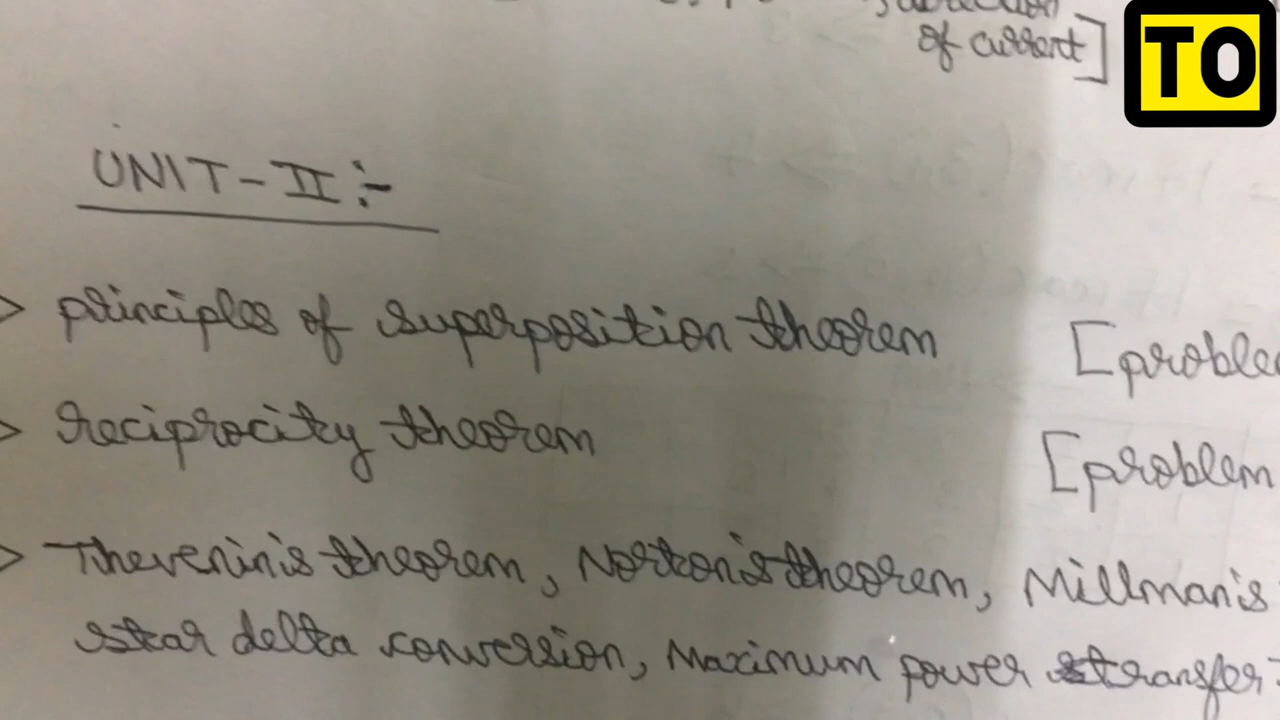 of current]
TO
UNIT-II:-
> principles of superposition theorem [proble
> reciprocity theorem [problem
> Thevenin's theorem, Norton's theorem, Millman's
star delta conversion, Maximum power transfer